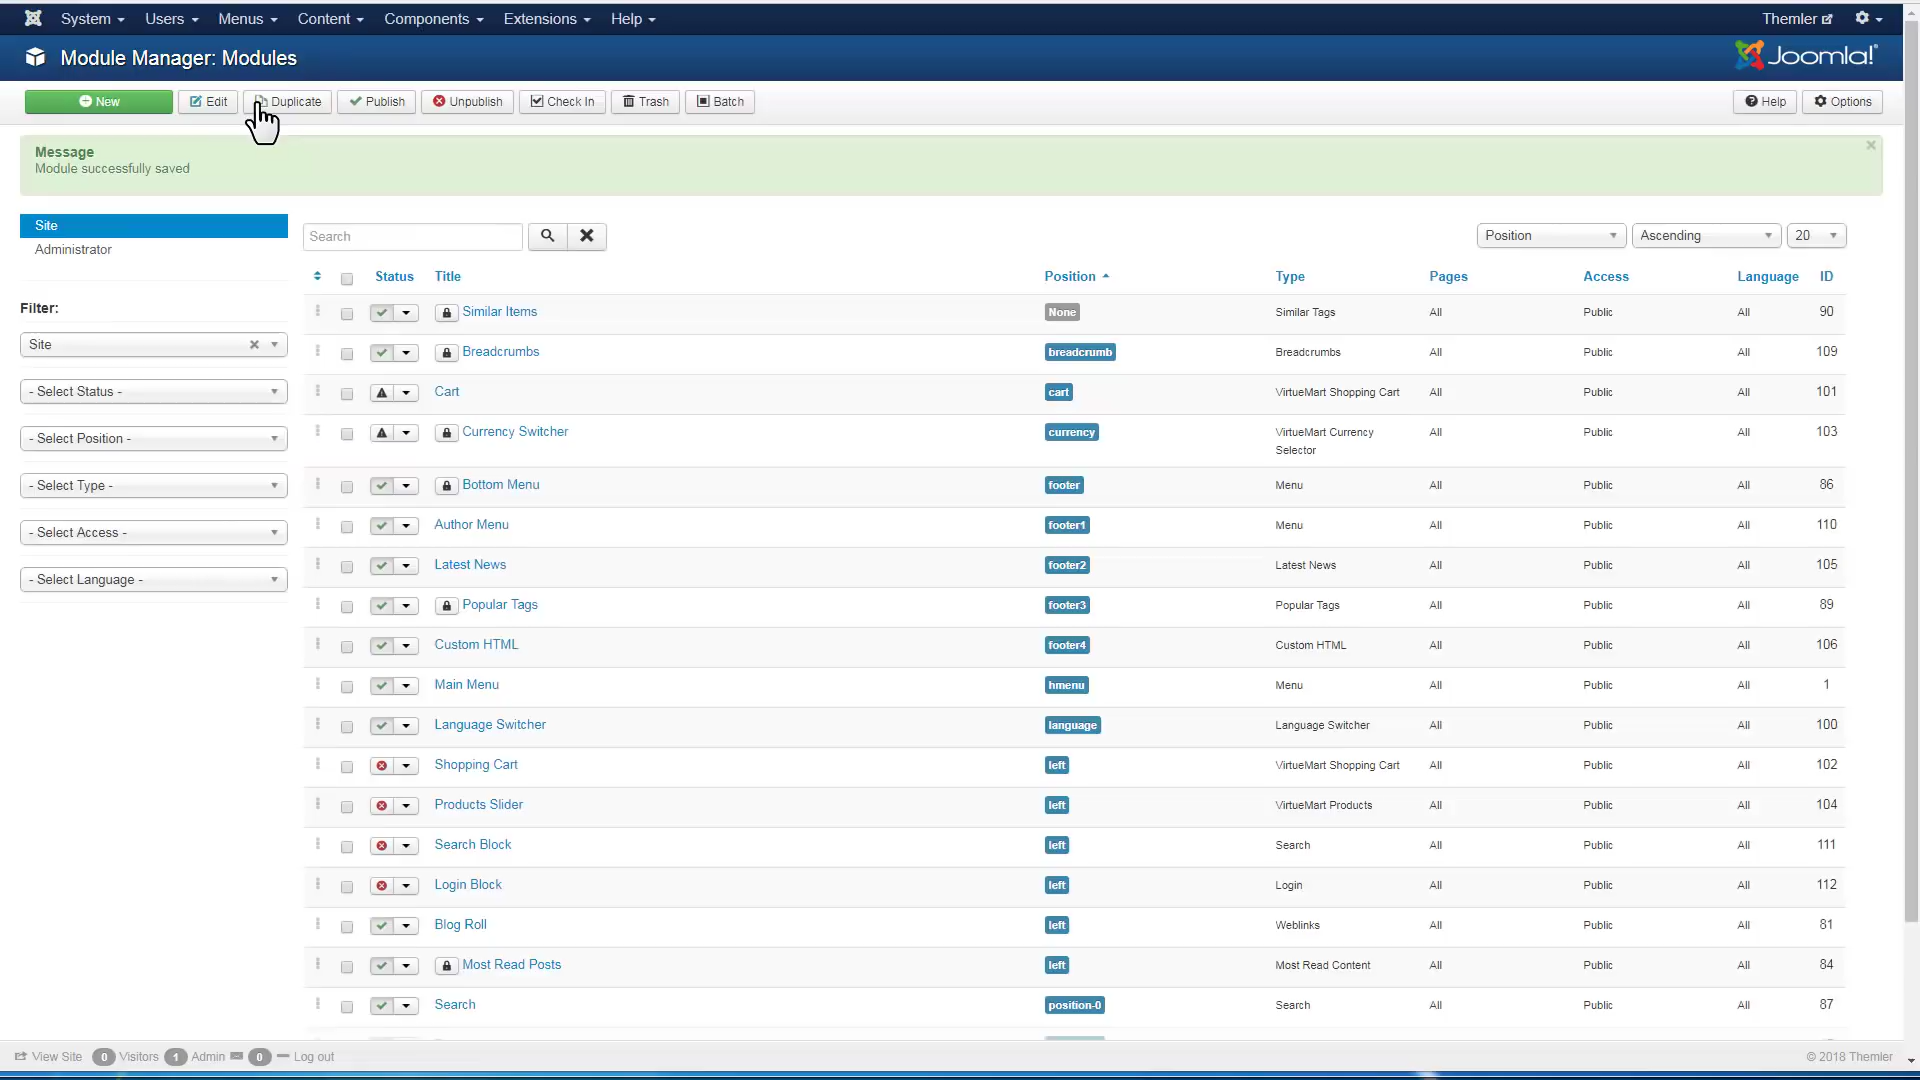 System Users Menus Content Components Extensions Help Themler
Module Manager: Modules Joomla!
New Edit Duplicate Publish Unpublish Check In Trash Batch Help Options
Message
Module successfully saved
Site
Administrator
Search Position Ascending 20
Status Title Position Type Pages Access Language ID
Filter:
Site
- Select Status -
- Select Position -
- Select Type -
- Select Access -
- Select Language -
Similar Items None Similar Tags All Public All 90
Breadcrumbs breadcrumb Breadcrumbs All Public All 109
Cart cart VirtueMart Shopping Cart All Public All 101
Currency Switcher currency VirtueMart Currency All Public All 103
Selector
Bottom Menu footer Menu All Public All 86
Author Menu footer1 Menu All Public All 110
Latest News footer2 Latest News All Public All 105
Popular Tags footer3 Popular Tags All Public All 89
Custom HTML footer4 Custom HTML All Public All 106
Main Menu hmenu Menu All Public All 1
Language Switcher language Language Switcher All Public All 100
Shopping Cart left VirtueMart Shopping Cart All Public All 102
Products Slider left VirtueMart Products All Public All 104
Search Block left Search All Public All 111
Login Block left Login All Public All 112
Blog Roll left Weblinks All Public All 81
Most Read Posts left Most Read Content All Public All 84
Search position-0 Search All Public All 87
View Site 0 Visitors 1 Admin 0 Log out © 2018 Themler